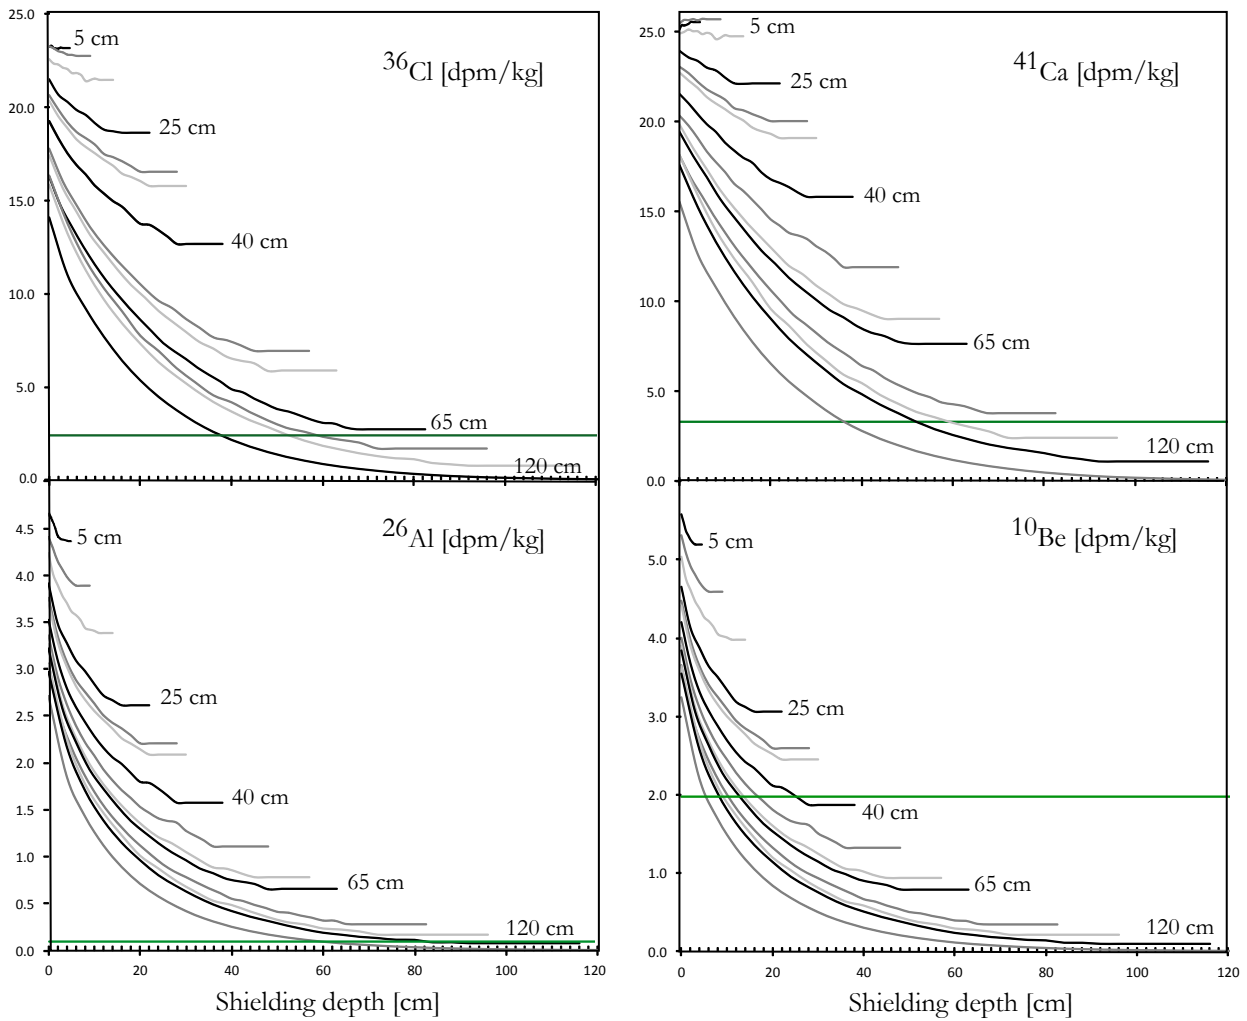 25.0
20.0
15.0
10.0
5.0
0.0
5 cm
36Cl [dpm/kg]
25 cm
40 cm
65 cm
120 cm
25.0
20.0
15.0
10.0
5.0
0.0
5 cm
41Ca [dpm/kg]
25 cm
40 cm
65 cm
120 cm
4.5
4.0
3.5
3.0
2.5
2.0
1.5
1.0
0.5
0.0
5 cm
26Al [dpm/kg]
25 cm
40 cm
65 cm
120 cm
0 20 40 60 80 100 120
Shielding depth [cm]
5.0
4.0
3.0
2.0
1.0
0.0
5 cm
10Be [dpm/kg]
25 cm
40 cm
65 cm
120 cm
0 20 40 60 80 100 120
Shielding depth [cm]